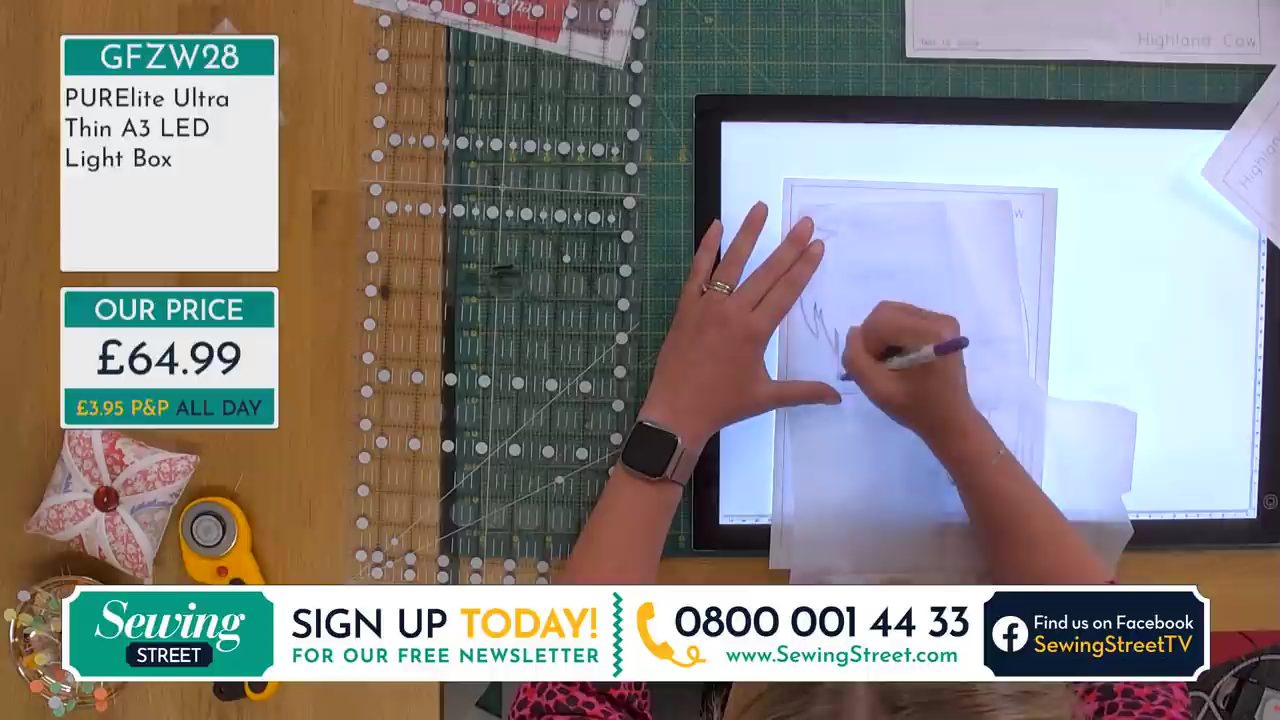 GFZW28
PURElite Ultra
Thin A3 LED
Light Box
OUR PRICE
£64.99
£3.95 P&P ALL DAY
Highland Cow
Highlan
W
Sewing
STREET
SIGN UP TODAY!
FOR OUR FREE NEWSLETTER
0800 001 44 33
www.SewingStreet.com
Find us on Facebook
SewingStreetTV